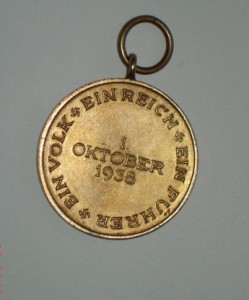 EIN VOLK EIN REICH EIN FÜHRER
1
OKTOBER
1938